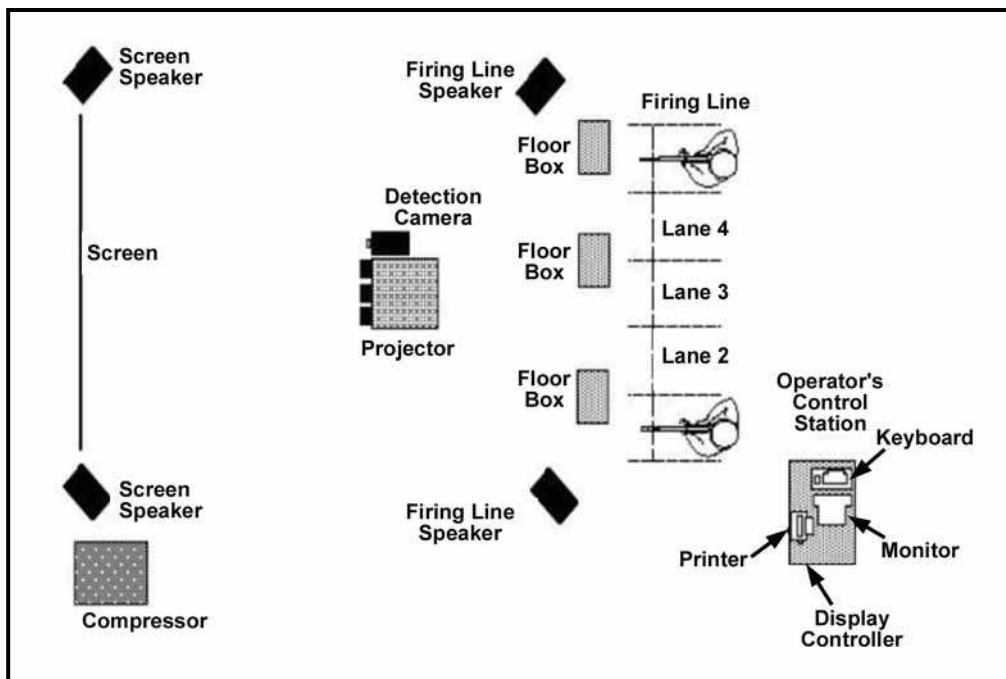 Screen
Speaker
Firing Line
Speaker
Firing Line
Floor
Box
Detection
Camera
Lane 4
Screen
Floor
Box
Lane 3
Projector
Lane 2
Floor
Box
Operator's
Control
Station
Keyboard
Screen
Speaker
Firing Line
Speaker
Printer
Monitor
Compressor
Display
Controller